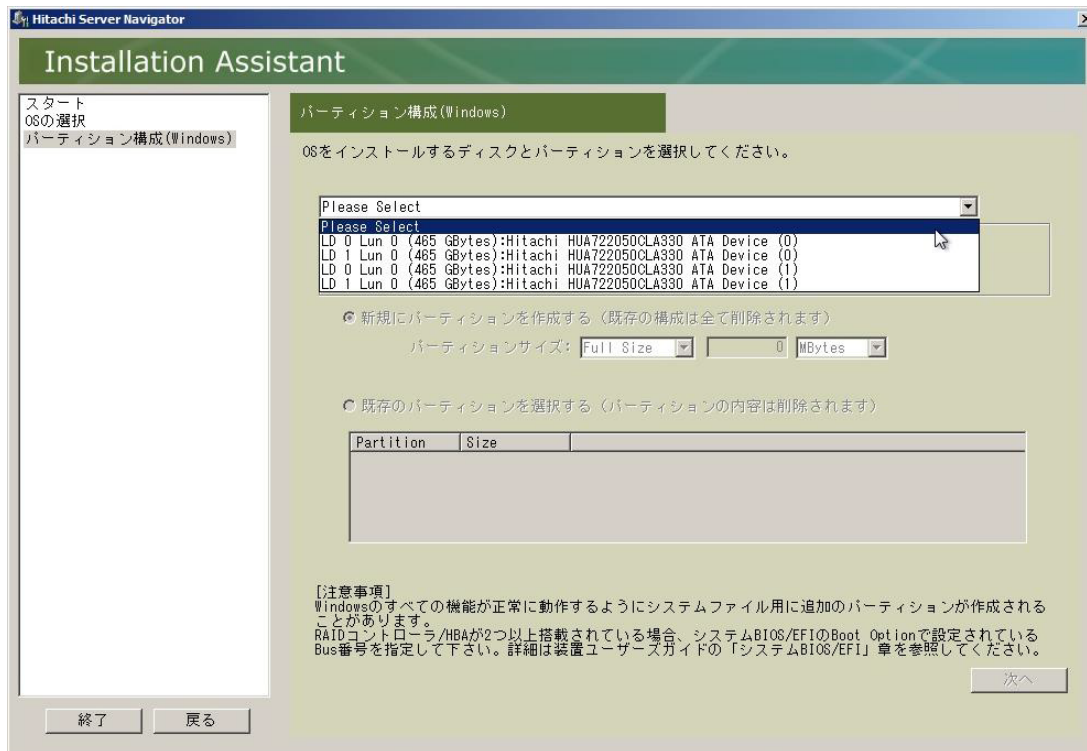 Hitachi Server Navigator
Installation Assistant
スタート
OSの選択
パーティション構成(Windows)
パーティション構成(Windows)
OSをインストールするディスクとパーティションを選択してください。
Please Select
Please Select
LD 0 Lun 0 (465 GBytes):Hitachi HUA722050CLA330 ATA Device (0)
LD 1 Lun 0 (465 GBytes):Hitachi HUA722050CLA330 ATA Device (0)
LD 0 Lun 0 (465 GBytes):Hitachi HUA722050CLA330 ATA Device (1)
LD 1 Lun 0 (465 GBytes):Hitachi HUA722050CLA330 ATA Device (1)
新規にパーティションを作成する（既存の構成は全て削除されます）
パーティションサイズ: Full Size 0 MBytes
既存のパーティションを選択する（パーティションの内容は削除されます）
Partition Size
[注意事項]
Windowsのすべての機能が正常に動作するようにシステムファイル用に追加のパーティションが作成される
ことがあります。
RAIDコントローラ/HBAが2つ以上搭載されている場合、システムBIOS/EFIのBoot Optionで設定されている
Bus番号を指定して下さい。詳細は装置ユーザーズガイドの「システムBIOS/EFI」章を参照してください。
次へ
終了 戻る